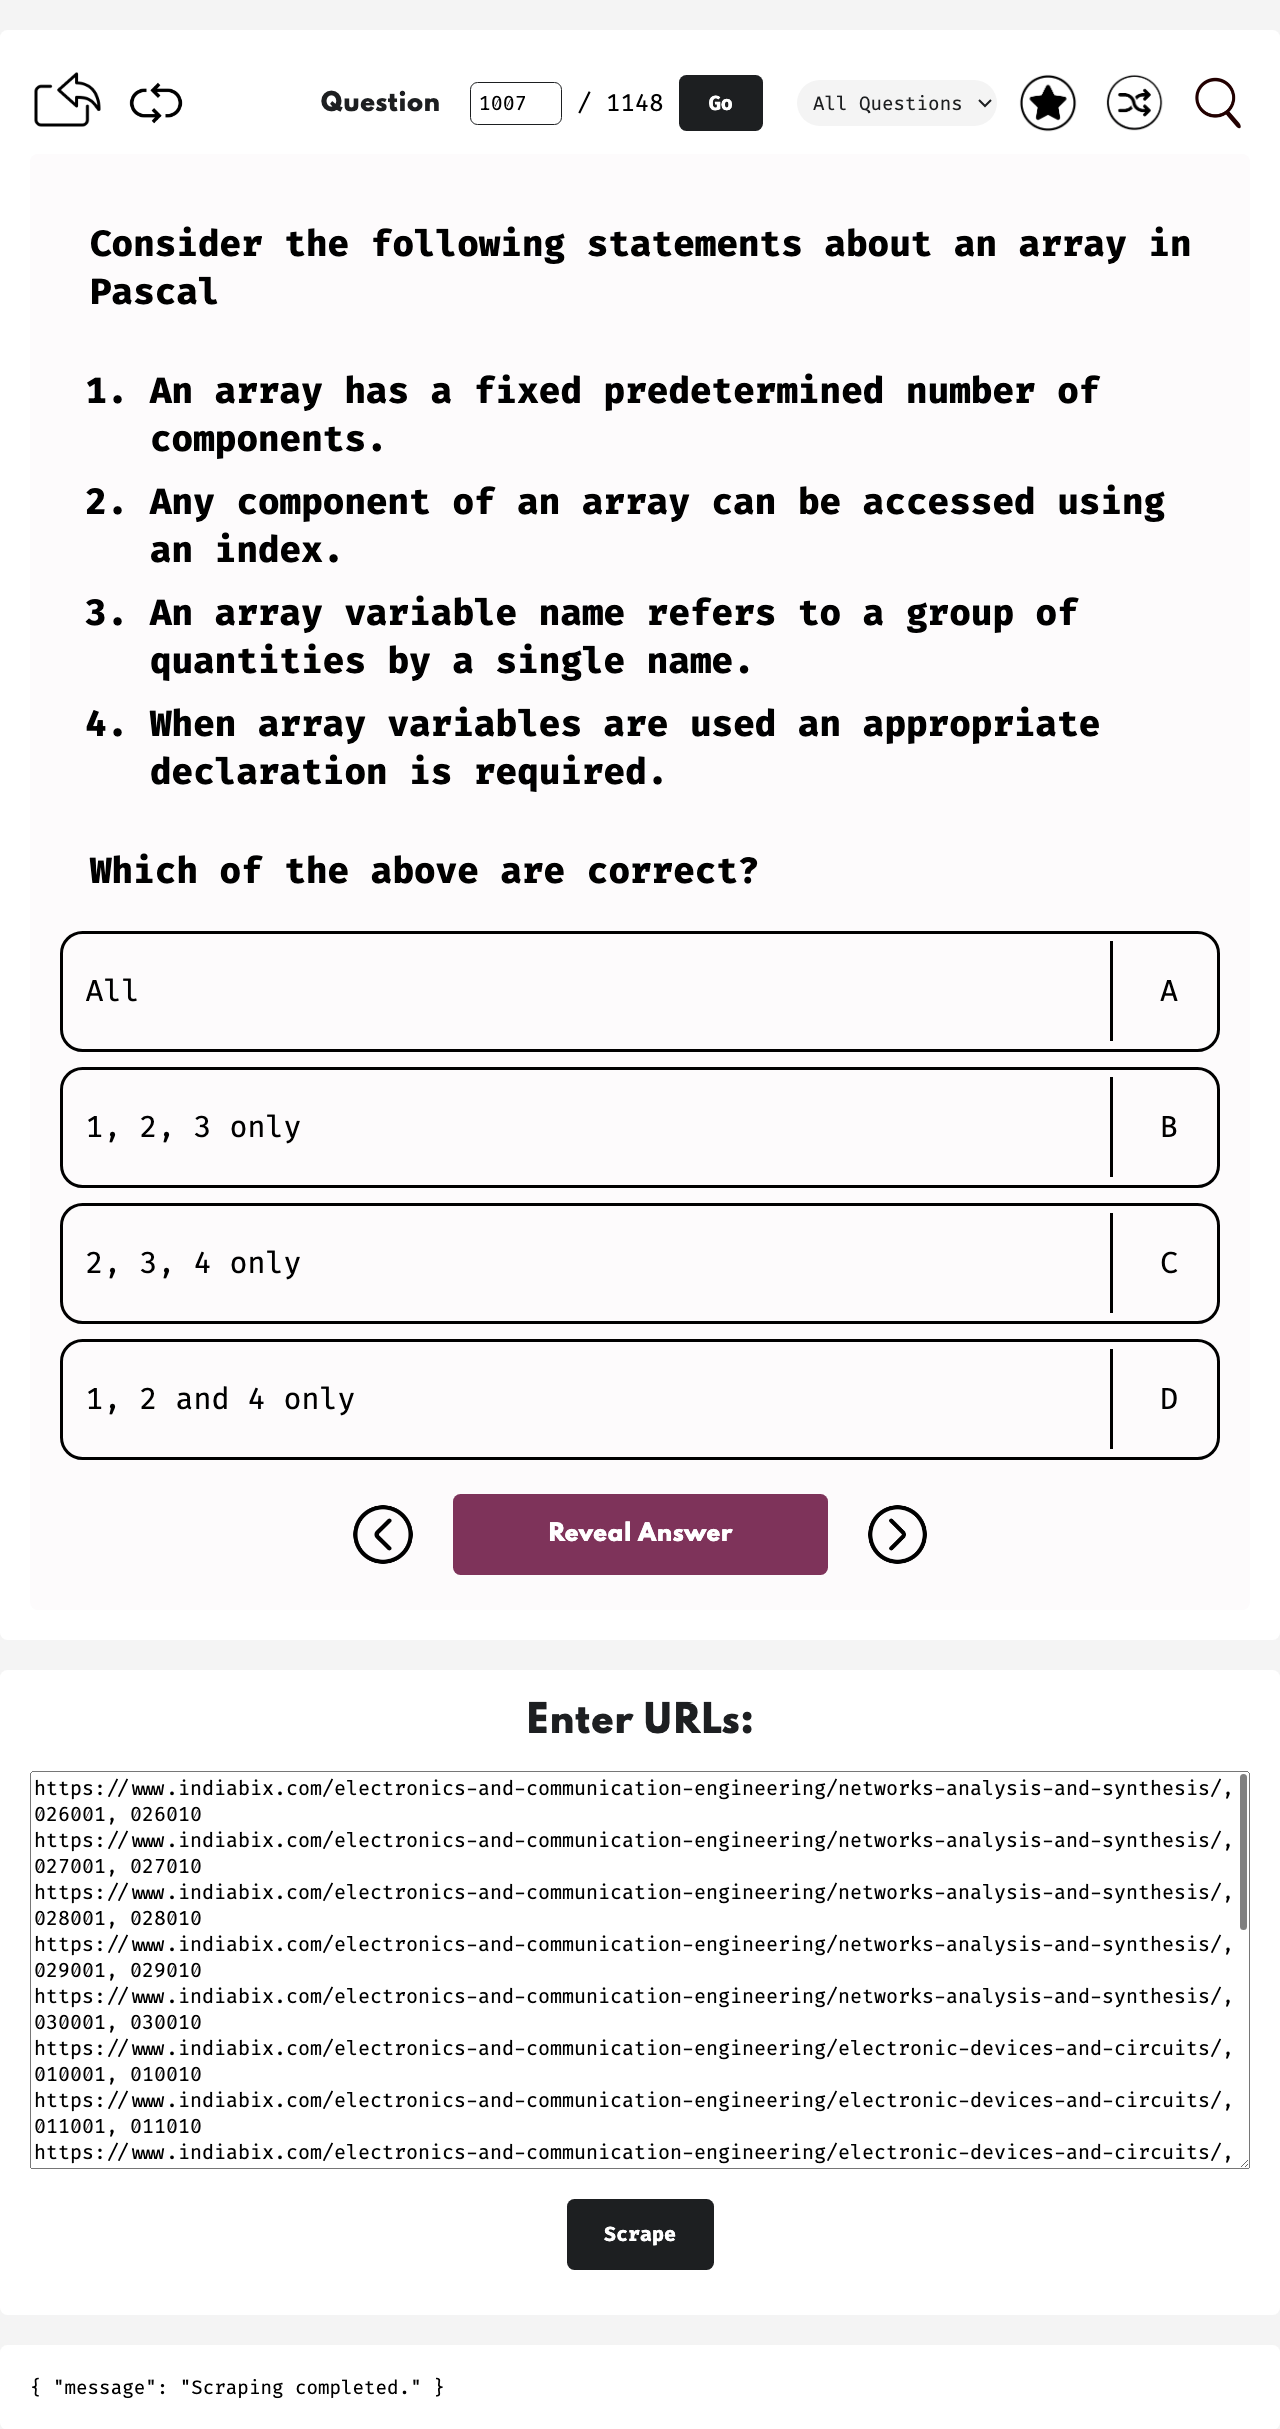 Question 1007 / 1148 Go All Questions
Consider the following statements about an array in
Pascal
1. An array has a fixed predetermined number of
components.
2. Any component of an array can be accessed using
an index.
3. An array variable name refers to a group of
quantities by a single name.
4. When array variables are used an appropriate
declaration is required.
Which of the above are correct?
All A
1, 2, 3 only B
2, 3, 4 only C
1, 2 and 4 only D
Reveal Answer
Enter URLs:
https://www.indiabix.com/electronics-and-communication-engineering/networks-analysis-and-synthesis/,
026001, 026010
https://www.indiabix.com/electronics-and-communication-engineering/networks-analysis-and-synthesis/,
027001, 027010
https://www.indiabix.com/electronics-and-communication-engineering/networks-analysis-and-synthesis/,
028001, 028010
https://www.indiabix.com/electronics-and-communication-engineering/networks-analysis-and-synthesis/,
029001, 029010
https://www.indiabix.com/electronics-and-communication-engineering/networks-analysis-and-synthesis/,
030001, 030010
https://www.indiabix.com/electronics-and-communication-engineering/electronic-devices-and-circuits/,
010001, 010010
https://www.indiabix.com/electronics-and-communication-engineering/electronic-devices-and-circuits/,
011001, 011010
https://www.indiabix.com/electronics-and-communication-engineering/electronic-devices-and-circuits/,
Scrape
{ "message": "Scraping completed." }